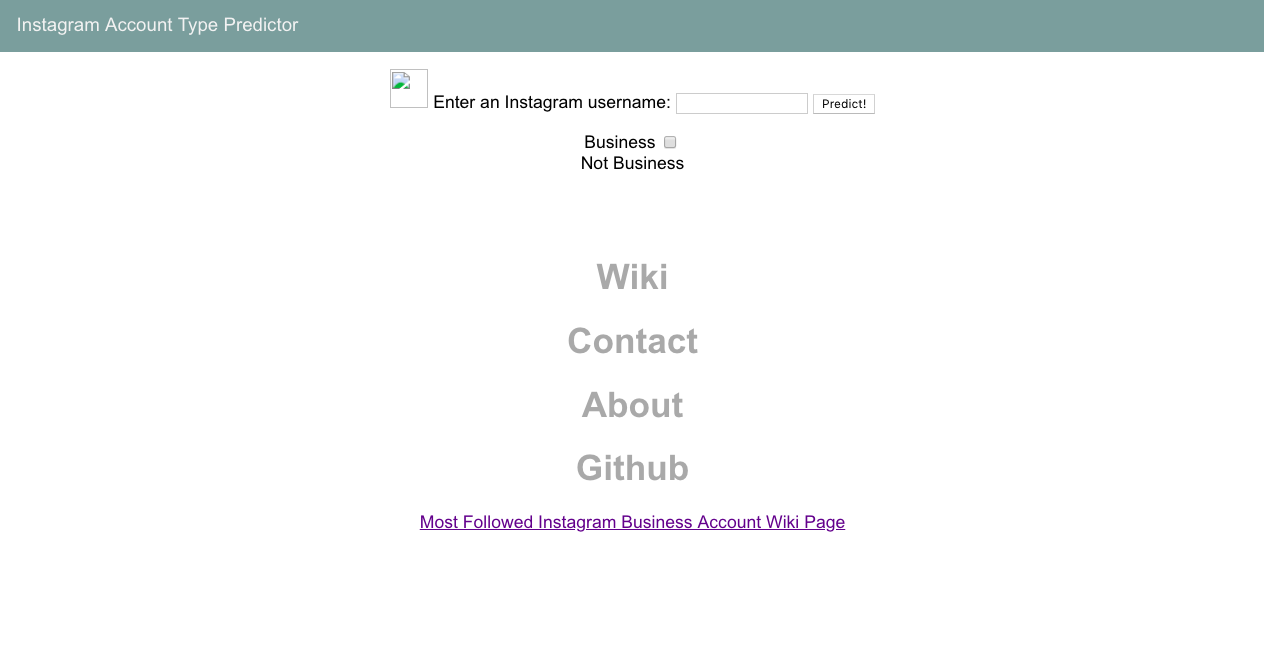 Instagram Account Type Predictor
Enter an Instagram username: Predict!
Business
Not Business
Wiki
Contact
About
Github
Most Followed Instagram Business Account Wiki Page